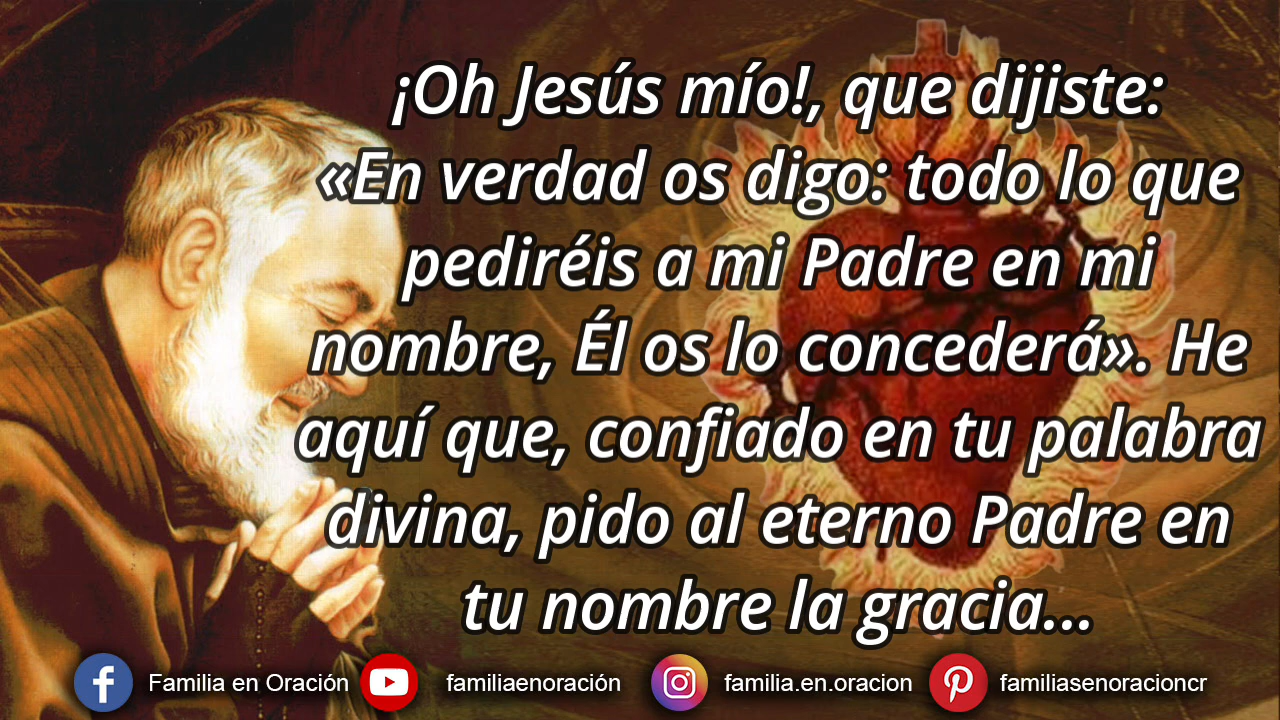 ¡Oh Jesús mío!, que dijiste:
«En verdad os digo: todo lo que
pediréis a mi Padre en mi
nombre, Él os lo concederá». He
aquí que, confiado en tu palabra
divina, pido al eterno Padre en
tu nombre la gracia...
Familia en Oración familiaenoración familia.en.oracion familiasenoracioncr